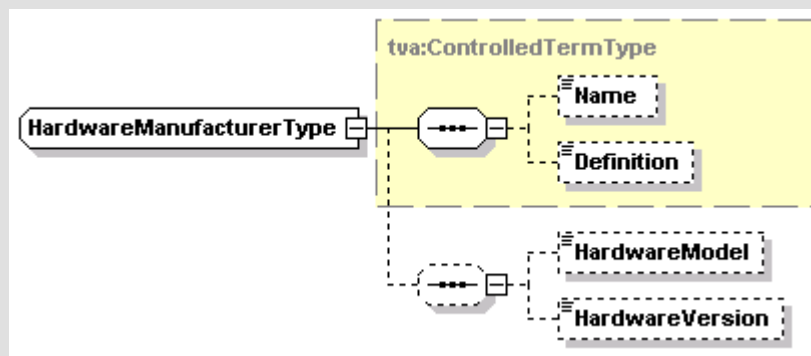 tva:ControlledTermType
Name
HardwareManufacturerType
Definition
HardwareModel
HardwareVersion